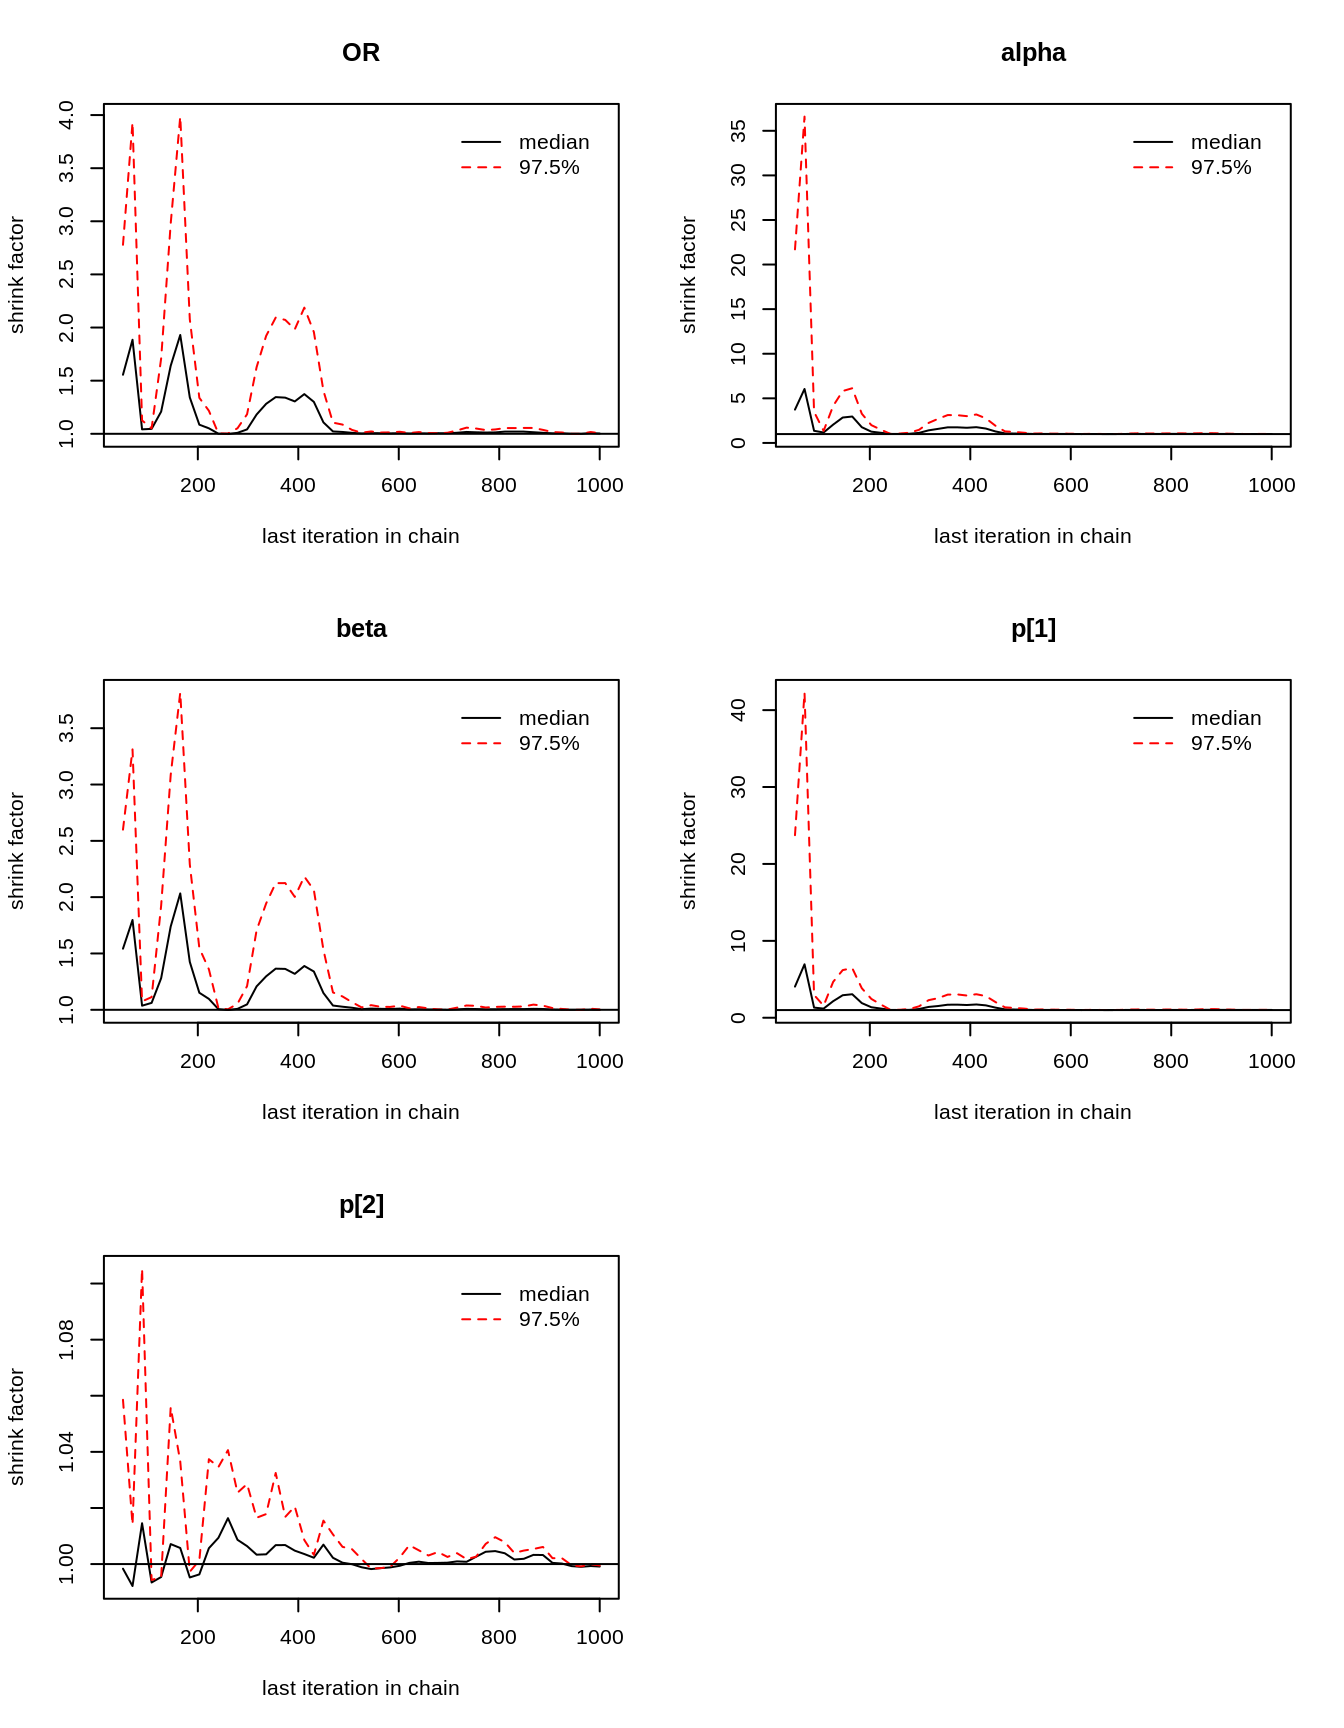 OR
4.0
3.5
3.0
2.5
2.0
1.5
1.0
shrink factor
median
97.5%
200 400 600 800 1000
last iteration in chain
alpha
35
30
25
20
15
10
5
0
shrink factor
median
97.5%
200 400 600 800 1000
last iteration in chain
beta
3.5
3.0
2.5
2.0
1.5
1.0
shrink factor
median
97.5%
200 400 600 800 1000
last iteration in chain
p[1]
40
30
20
10
0
shrink factor
median
97.5%
200 400 600 800 1000
last iteration in chain
p[2]
1.08
1.04
1.00
shrink factor
median
97.5%
200 400 600 800 1000
last iteration in chain